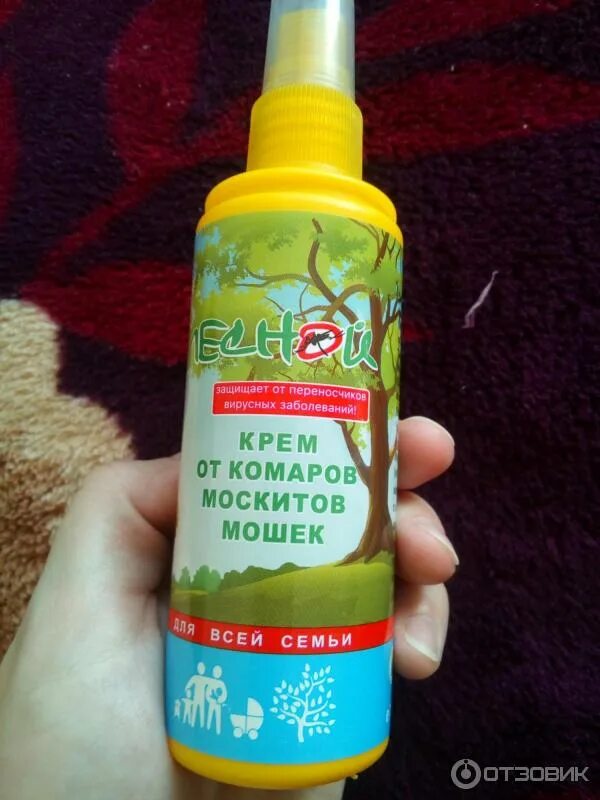 ЛЕСНОЙ
защищает от переносчиков
вирусных заболеваний!
КРЕМ
ОТ КОМАРОВ
МОСКИТОВ
МОШЕК
ДЛЯ ВСЕЙ СЕМЬИ
ОТЗОВИК